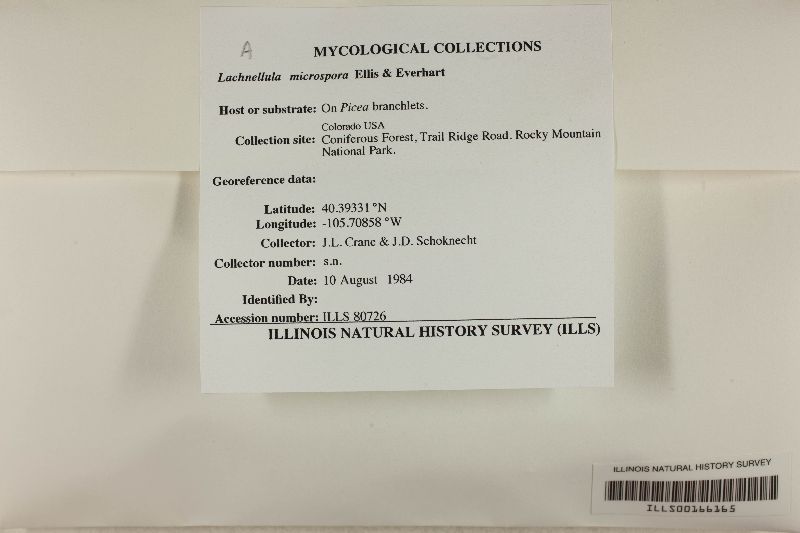 A
MYCOLOGICAL COLLECTIONS
Lachnellula microspora Ellis & Everhart
Host or substrate: On Picea branchlets.
Colorado USA
Collection site: Coniferous Forest, Trail Ridge Road. Rocky Mountain
National Park.
Georeference data:
Latitude: 40.39331 °N
Longitude: -105.70858 °W
Collector: J.L. Crane & J.D. Schoknecht
Collector number: s.n.
Date: 10 August 1984
Identified By:
Accession number: ILLS 80726
ILLINOIS NATURAL HISTORY SURVEY (ILLS)
ILLINOIS NATURAL HISTORY SURVEY
ILLS00166165